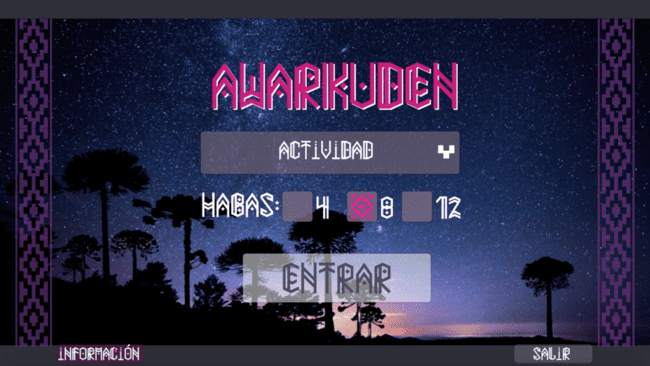 AWARKUDEN
ACTIVIDAD
HABAS: 4 8 12
ENTRAR
INFORMACIÓN
SALIR